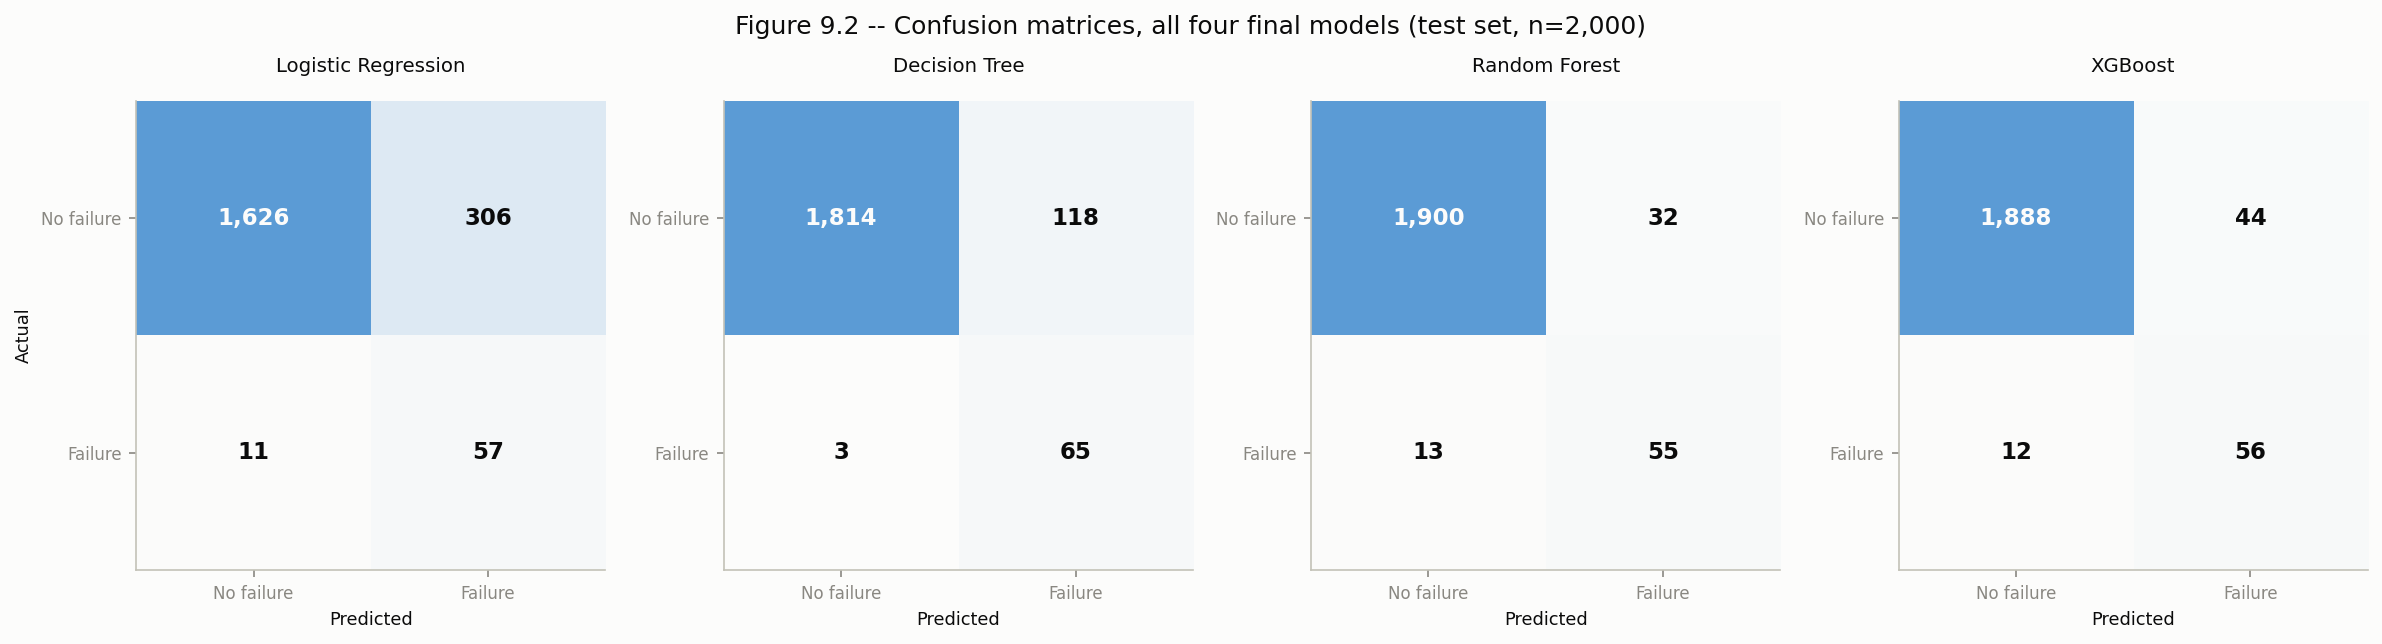 Figure 9.2 -- Confusion matrices, all four final models (test set, n=2,000)
Logistic Regression
Actual
No failure
1,626
306
Failure
11
57
No failure
Failure
Predicted
Decision Tree
No failure
1,814
118
Failure
3
65
No failure
Failure
Predicted
Random Forest
No failure
1,900
32
Failure
13
55
No failure
Failure
Predicted
XGBoost
No failure
1,888
44
Failure
12
56
No failure
Failure
Predicted